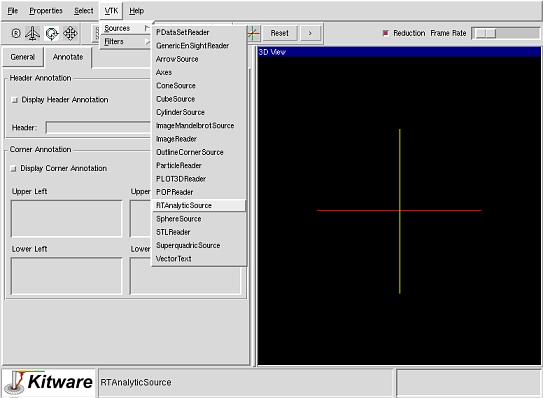 File Properties Select VTK Help
Sources
Filters
Reset >
Reduction Frame Rate
General Annotate
Header Annotation
Display Header Annotation
Header:
Corner Annotation
Display Corner Annotation
Upper Left
Lower Left
PDataSetReader
GenericEnSightReader
ArrowSource
Axes
ConeSource
CubeSource
CylinderSource
ImageMandelbrotSource
ImageReader
OutlineCornerSource
ParticleReader
PLOT3DReader
POPReader
RTAnalyticSource
SphereSource
STLReader
SuperquadricSource
VectorText
3D View
Kitware
RTAnalyticSource